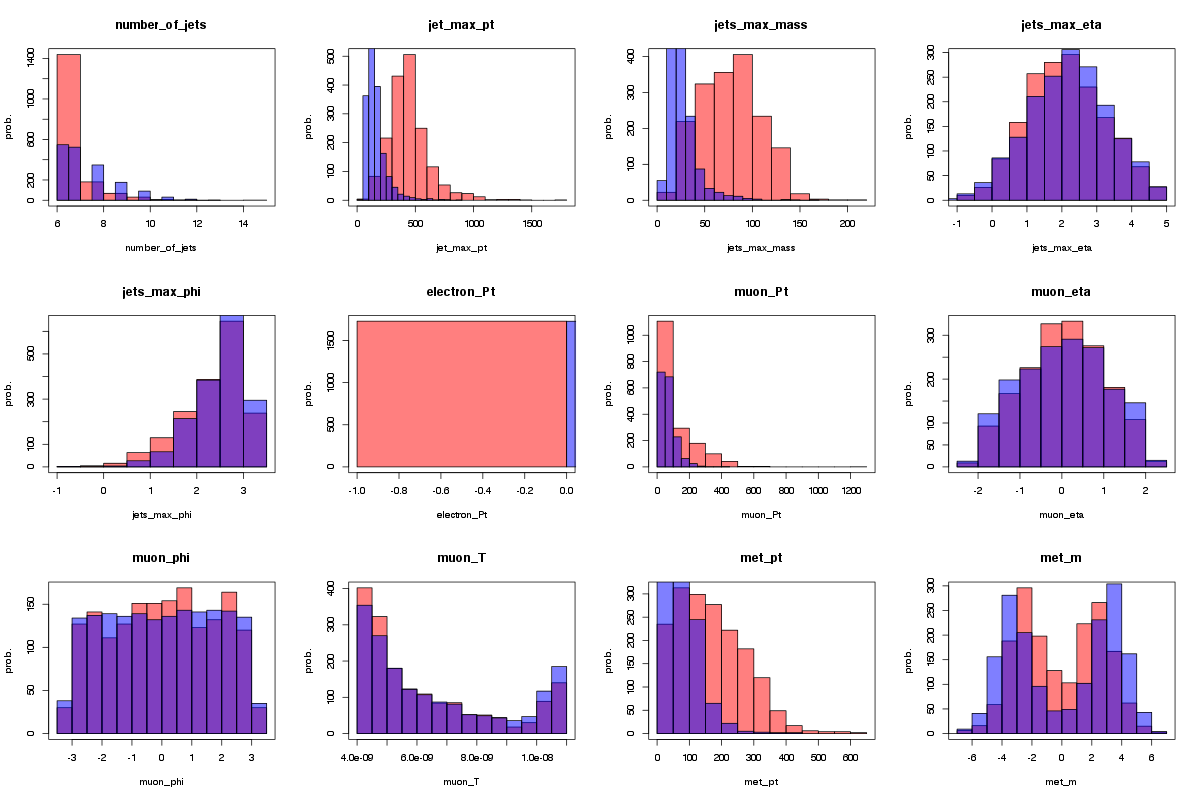 number_of_jets jet_max_pt jets_max_mass jets_max_eta
prob. 0 200 600 1000 1400
6 8 10 12 14
number_of_jets
prob. 0 100 200 300 400 500
0 500 1000 1500
jet_max_pt
prob. 0 100 200 300 400
0 50 100 150 200
jets_max_mass
prob. 0 50 100 150 200 250 300
-1 0 1 2 3 4 5
jets_max_eta
jets_max_phi electron_Pt muon_Pt muon_eta
prob. 0 100 300 500
-1 0 1 2 3
jets_max_phi
prob. 0 500 1000 1500
-1.0 -0.8 -0.6 -0.4 -0.2 0.0
electron_Pt
prob. 0 200 400 600 800 1000
0 200 400 600 800 1000 1200
muon_Pt
prob. 0 50 100 200 300
-2 -1 0 1 2
muon_eta
muon_phi muon_T met_pt met_m
prob. 0 50 100 150
-3 -2 -1 0 1 2 3
muon_phi
prob. 0 100 200 300 400
4.0e-09 6.0e-09 8.0e-09 1.0e-08
muon_T
prob. 0 50 100 150 200 250 300
0 100 200 300 400 500 600
met_pt
prob. 0 50 100 150 200 250 300
-6 -4 -2 0 2 4 6
met_m